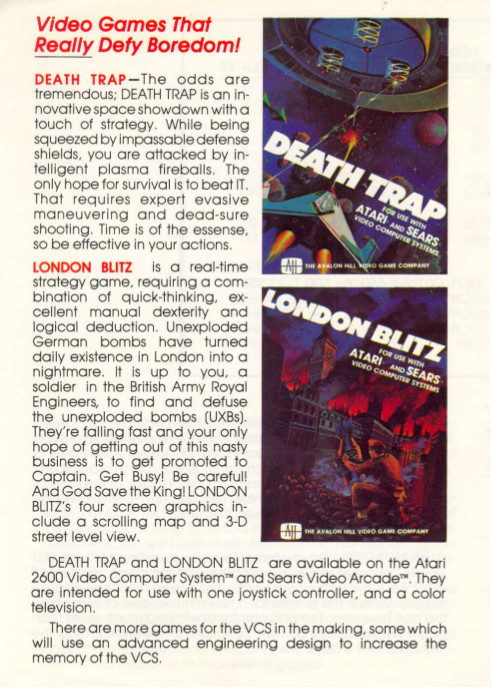 Video Games That
Really Defy Boredom!
DEATH TRAP—The odds are
tremendous; DEATH TRAP is an in-
novative space showdown with a
touch of strategy. While being
squeezed by impassable defense
shields, you are attacked by in-
telligent plasma fireballs. The
only hope for survival is to beat IT.
That requires expert evasive
maneuvering and dead-sure
shooting. Time is of the essense,
so be effective in your actions.
LONDON BLITZ is a real-time
strategy game, requiring a com-
bination of quick-thinking, ex-
cellent manual dexterity and
logical deduction. Unexploded
German bombs have turned
daily existence in London into a
nightmare. It is up to you, a
soldier in the British Army Royal
Engineers, to find and defuse
the unexploded bombs (UXBs).
They're falling fast and your only
hope of getting out of this nasty
business is to get promoted to
Captain. Get Busy! Be careful!
And God Save the King! LONDON
BLITZ's four screen graphics in-
clude a scrolling map and 3-D
street level view.
DEATH TRAP
FOR USE WITH
ATARI AND SEARS
VIDEO COMPUTER SYSTEMS
AH THE AVALON HILL VIDEO GAME COMPANY
LONDON BLITZ
FOR USE WITH
ATARI AND SEARS
VIDEO COMPUTER SYSTEMS
AH THE AVALON HILL VIDEO GAME COMPANY
DEATH TRAP and LONDON BLITZ are available on the Atari
2600 Video Computer System™ and Sears Video Arcade™. They
are intended for use with one joystick controller, and a color
television.
There are more games for the VCS in the making, some which
will use an advanced engineering design to increase the
memory of the VCS.